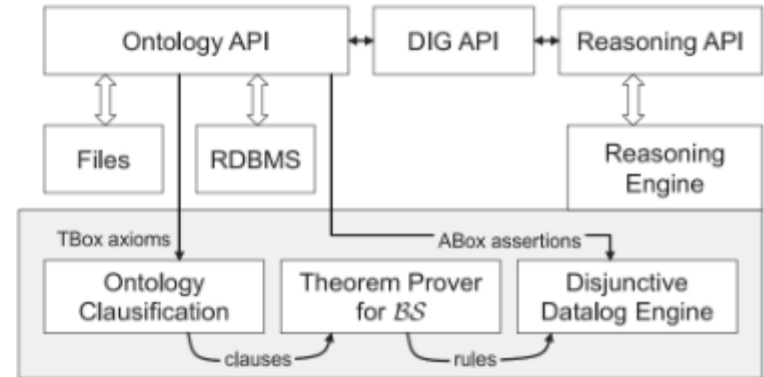 Ontology API
DIG API
Reasoning API
Files
RDBMS
Reasoning
Engine
TBox axioms
ABox assertions
Ontology
Clausification
Theorem Prover
for BS
Disjunctive
Datalog Engine
clauses
rules